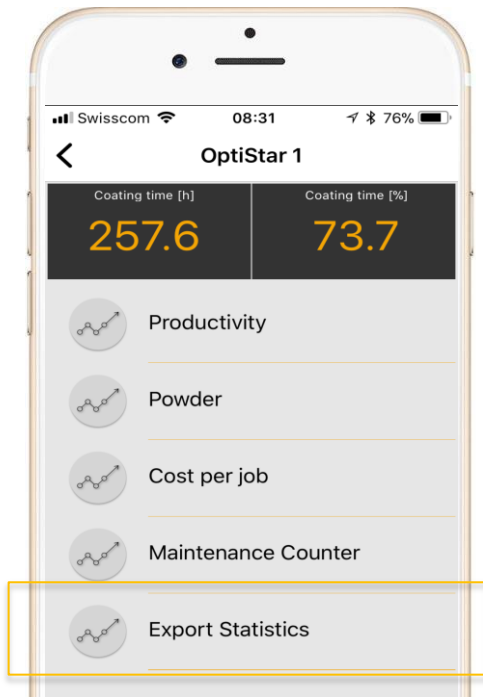 Swisscom 08:31 76%
OptiStar 1
Coating time [h] Coating time [%]
257.6 73.7
Productivity
Powder
Cost per job
Maintenance Counter
Export Statistics